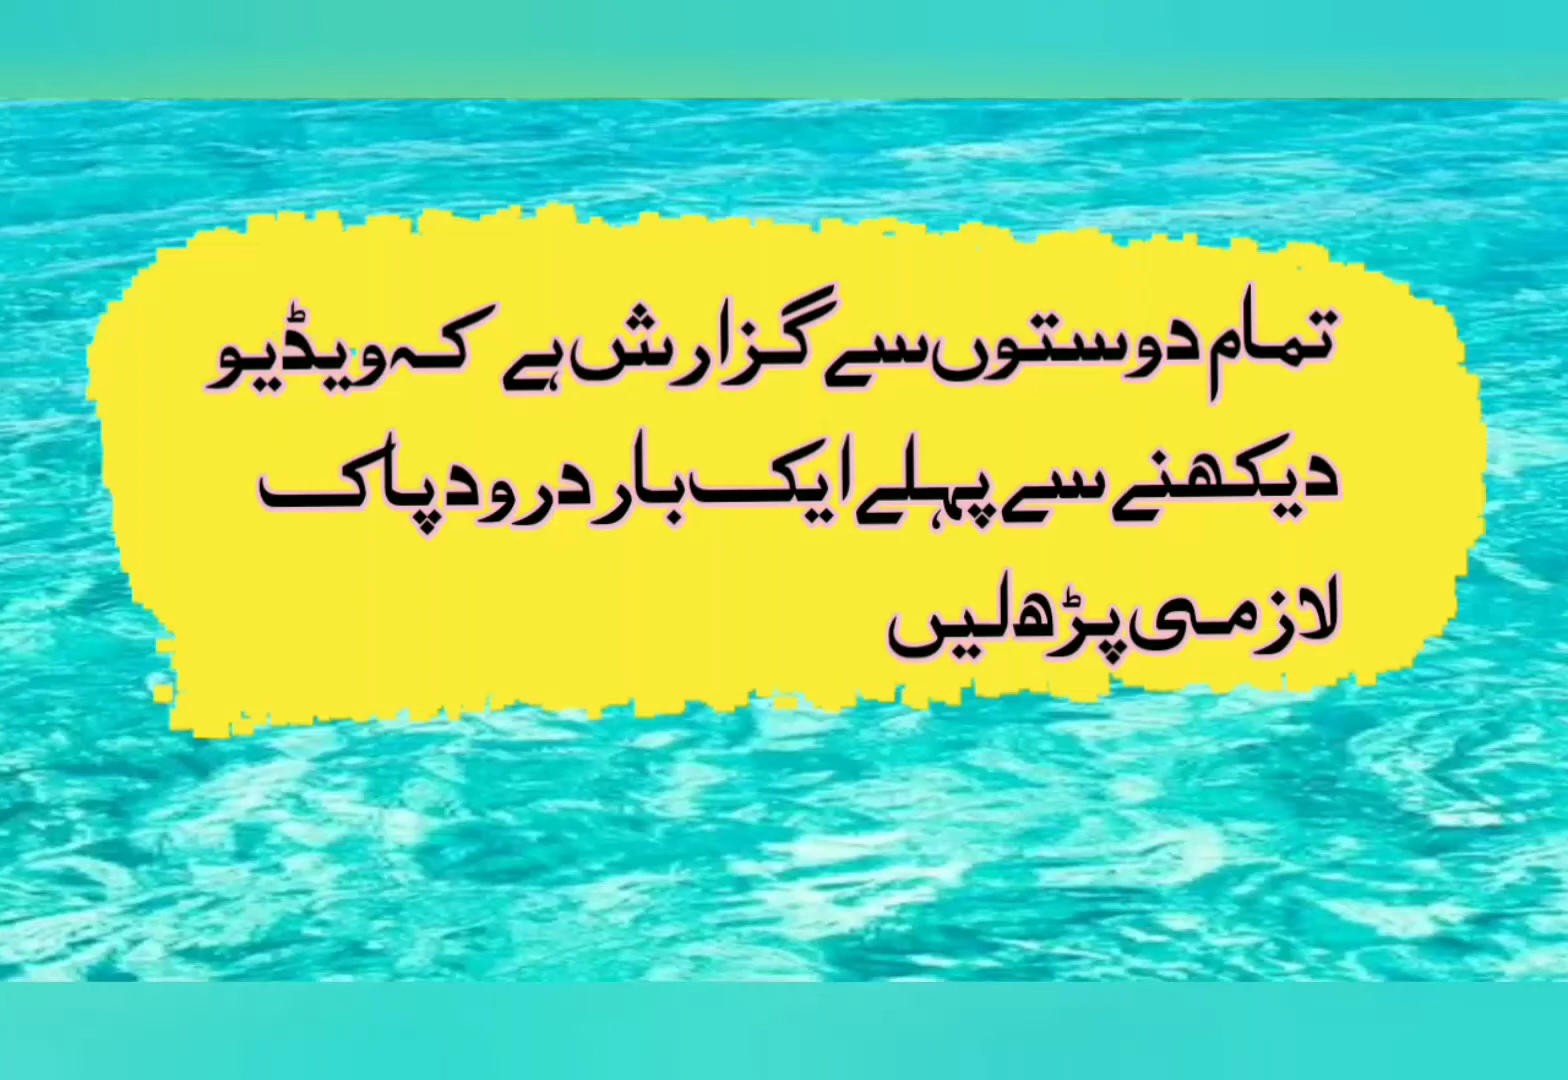 تمام دوستوں سے گزارش ہے کہ ویڈیو
دیکھنے سے پہلے ایک بار درود پاک
لازمی پڑھ لیں